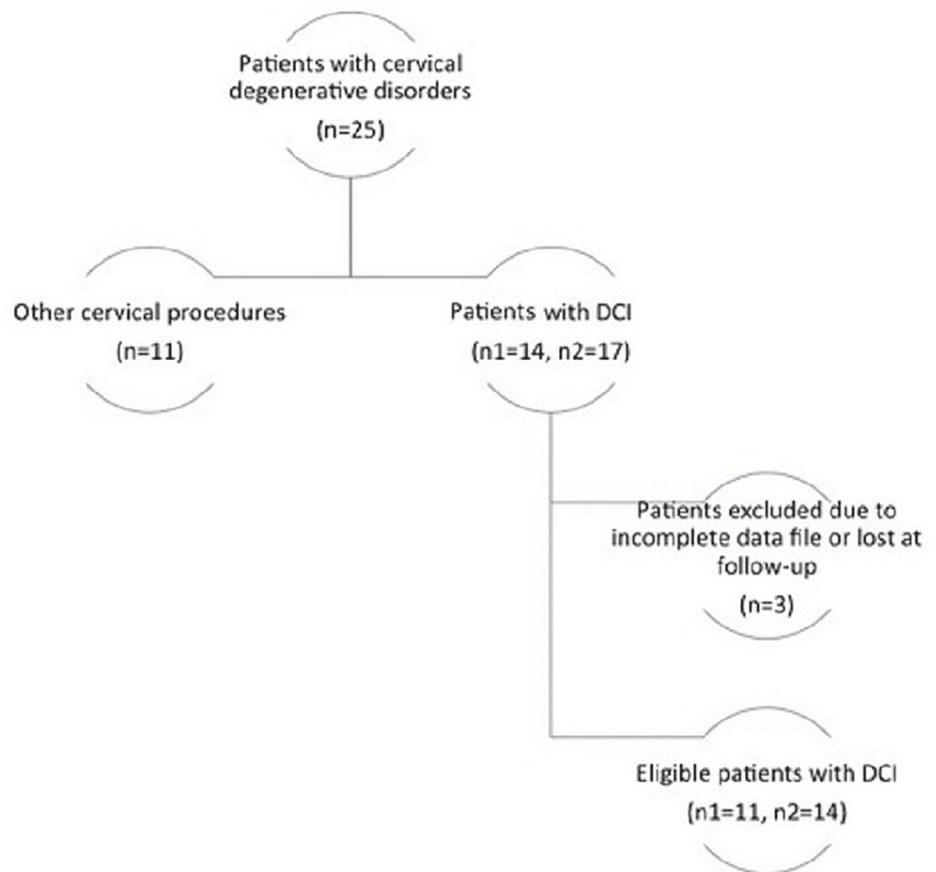 Patients with cervical
degenerative disorders
(n=25)
Other cervical procedures
(n=11)
Patients with DCI
(n1=14, n2=17)
Patients excluded due to
incomplete data file or lost at
follow-up
(n=3)
Eligible patients with DCI
(n1=11, n2=14)